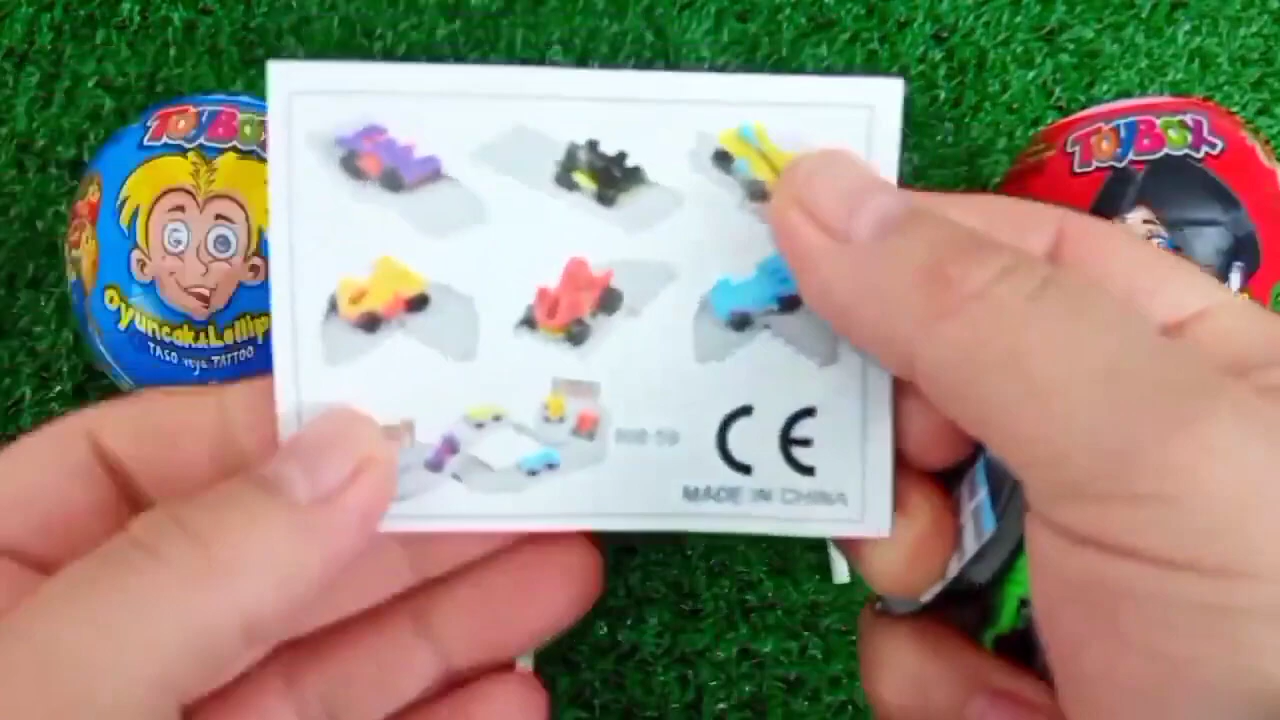 TOYBOX
Oyuncak&Lollip
TASO veya TATTOO
TOYBOX
CE
MADE IN CHINA